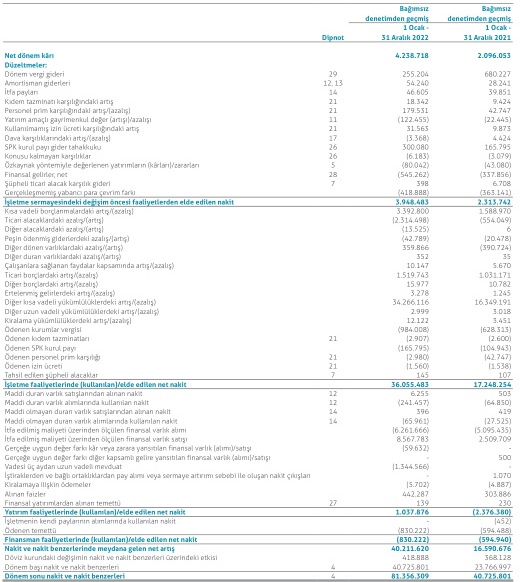 Bağımsız Bağımsız
denetimden geçmiş denetimden geçmiş
1 Ocak - 1 Ocak -
Dipnot 31 Aralık 2022 31 Aralık 2021
Net dönem kârı 4.238.718 2.096.053
Düzeltmeler:
Dönem vergi gideri 29 255.204 680.227
Amortisman giderleri 12, 13 54.240 28.241
İtfa payları 14 46.605 39.851
Kıdem tazminatı karşılığındaki artış 21 18.342 9.424
Personel prim karşılığındaki artış/(azalış) 21 179.531 42.747
Yatırım amaçlı gayrimenkul değer (artışı)/azalışı 11 (122.455) (22.445)
Kullanılmamış izin ücreti karşılığındaki artış 21 31.563 9.873
Dava karşılıklarındaki artış/(azalış) 17 (3.368) 4.424
SPK kurul payı gider tahakkuku 26 300.080 165.795
Konusu kalmayan karşılıklar 26 (6.183) (3.079)
Özkaynak yöntemiyle değerlenen yatırımların (kârları)/zararları 5 (80.042) (43.080)
Finansal gelirler, net 28 (545.262) (337.856)
Şüpheli ticari alacak karşılık gideri 7 398 6.708
Gerçekleşmemiş yabancı para çevrim farkı (418.888) (363.141)
İşletme sermayesindeki değişim öncesi faaliyetlerden elde edilen nakit 3.948.483 2.313.742
Kısa vadeli borçlanmalardaki artış/(azalış) 3.392.800 1.588.970
Ticari alacaklardaki azalış/(artış) (2.314.498) (554.049)
Diğer alacaklardaki azalış/(artış) (13.525) 6
Peşin ödenmiş giderlerdeki azalış/(artış) (42.789) (20.478)
Diğer dönen varlıklardaki azalış/(artış) 359.866 (390.724)
Diğer duran varlıklardaki azalış/(artış) 352 35
Çalışanlara sağlanan faydalar kapsamında artış/(azalış) 10.147 5.670
Ticari borçlardaki artış/(azalış) 1.519.743 1.031.171
Diğer borçlardaki artış/(azalış) 15.977 10.782
Ertelenmiş gelirlerdeki artış/(azalış) 3.278 1.245
Diğer kısa vadeli yükümlülüklerdeki artış/(azalış) 34.266.116 16.349.191
Diğer uzun vadeli yükümlülüklerdeki artış/(azalış) 2.999 3.018
Kiralama yükümlülüklerdeki artış/(azalış) 12.122 3.451
Ödenen kurumlar vergisi (984.008) (628.313)
Ödenen kıdem tazminatları 21 (2.907) (2.600)
Ödenen SPK kurul payı (165.795) (104.943)
Ödenen personel prim karşılığı 21 (2.980) (42.747)
Ödenen izin ücreti 21 (1.560) (1.538)
Tahsil edilen şüpheli alacaklar 7 145 107
İşletme faaliyetlerinde (kullanılan)/elde edilen net nakit 36.055.483 17.248.254
Maddi duran varlık satışlarından alınan nakit 12 6.255 503
Maddi duran varlık alımlarında kullanılan nakit 12 (241.457) (64.850)
Maddi olmayan duran varlık satışlarından alınan nakit 14 396 419
Maddi olmayan duran varlık alımlarında kullanılan nakit 14 (65.961) (27.525)
İtfa edilmiş maliyeti üzerinden ölçülen finansal varlık alımı (6.261.666) (5.095.435)
İtfa edilmiş maliyeti üzerinden ölçülen finansal varlık satışı 8.567.783 2.509.709
Gerçeğe uygun değer farkı kâr veya zarara yansıtılan finansal varlık (alımı)/satışı (59.632) -
Gerçeğe uygun değer farkı diğer kapsamlı gelire yansıtılan finansal varlık (alımı)/satışı - 500
Vadesi üç aydan uzun vadeli mevduat (1.344.566) -
İştiraklerden ve bağlı ortaklıklardan pay alımı veya sermaye artırımı sebebi ile oluşan nakit çıkışları - 1.070
Kiralamaya ilişkin ödemeler (5.702) (4.887)
Alınan faizler 442.287 303.886
Finansal yatırımlardan alınan temettü 27 139 230
Yatırım faaliyetlerinde (kullanılan)/elde edilen net nakit 1.037.876 (2.376.380)
İşletmenin kendi paylarının alımlarında kullanılan nakit - (452)
Ödenen temettü (830.222) (594.488)
Finansman faaliyetlerinde (kullanılan)/elde edilen net nakit (830.222) (594.940)
Nakit ve nakit benzerlerinde meydana gelen net artış 40.211.620 16.590.676
Döviz kurundaki değişimin nakit ve nakit benzerleri üzerindeki etkisi 418.888 368.128
Dönem başı nakit ve nakit benzerleri 4 40.725.801 23.766.997
Dönem sonu nakit ve nakit benzerleri 4 81.356.309 40.725.801